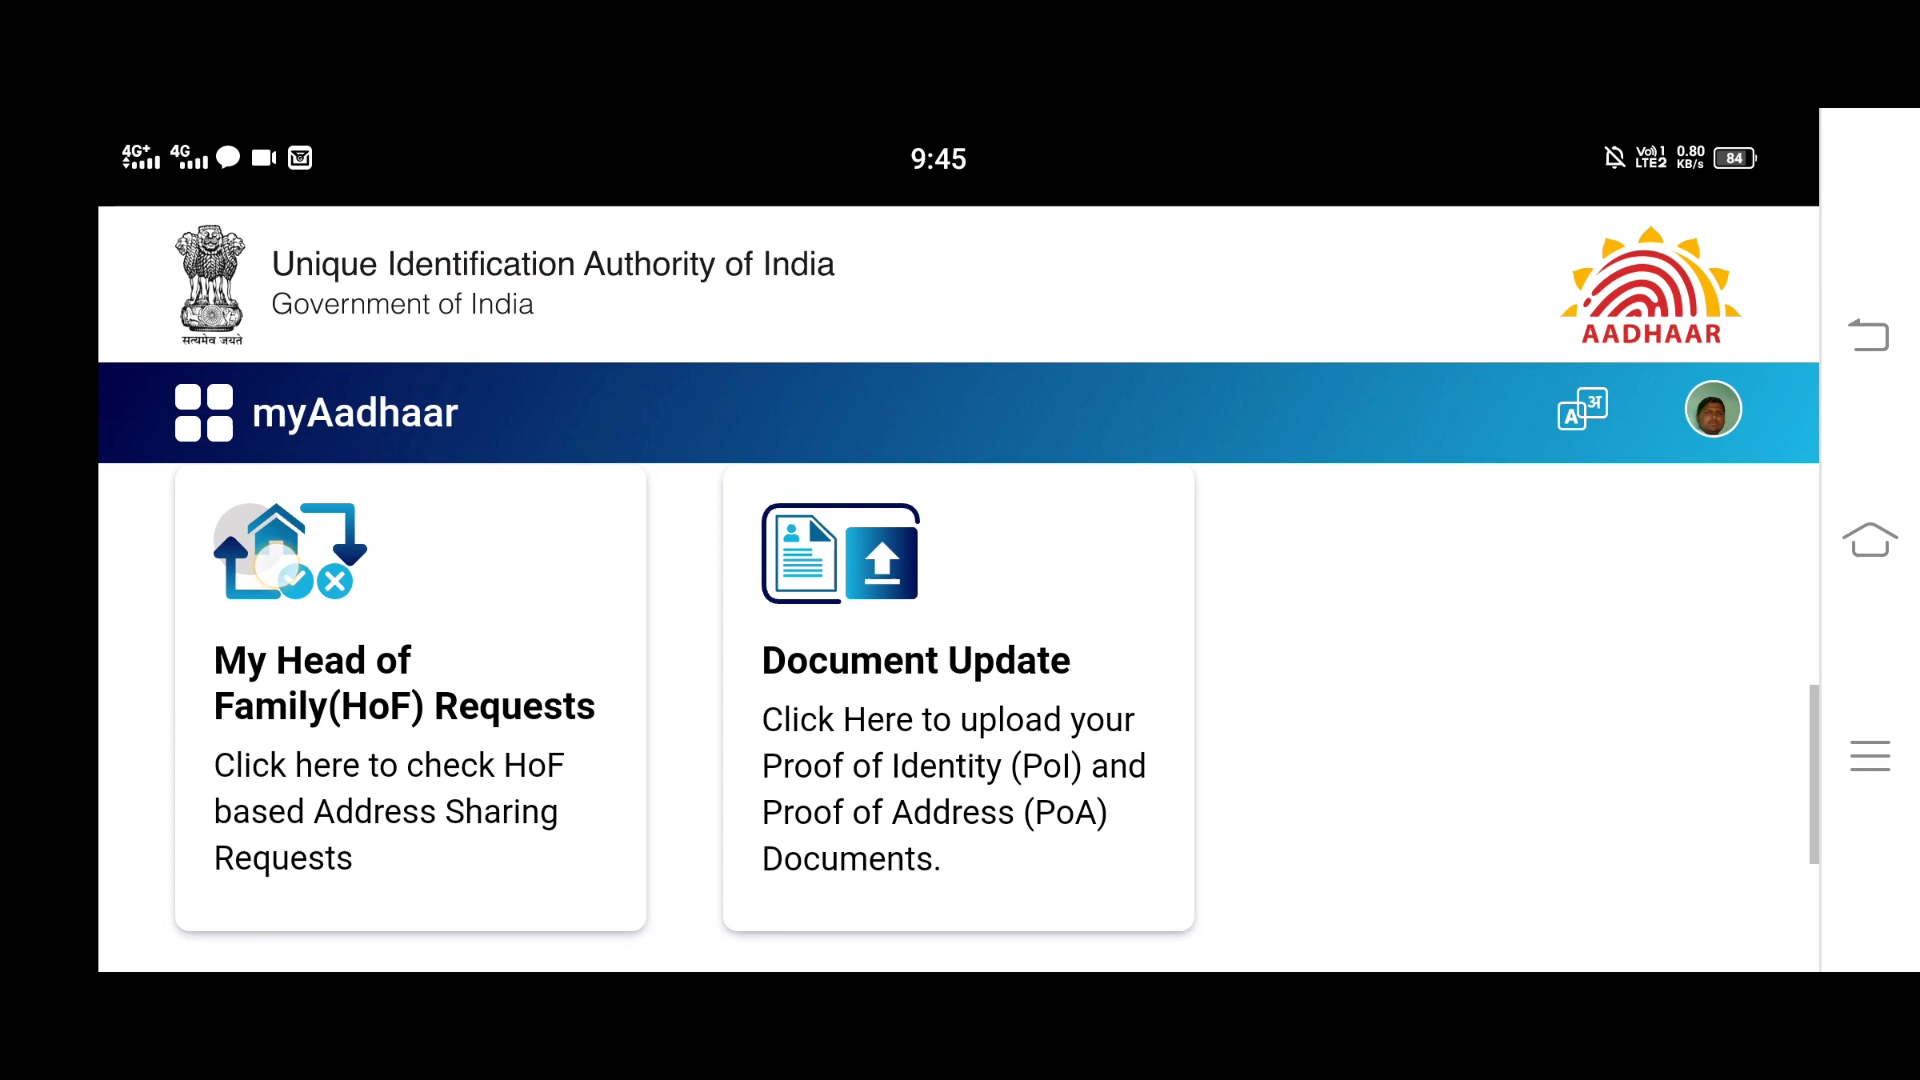 4G+ 4G
9:45
Vo) 1 LTE2 0.80 KB/s 84
Unique Identification Authority of India
Government of India
सत्यमेव जयते
AADHAAR
myAadhaar
A अ
My Head of
Family(HoF) Requests
Click here to check HoF
based Address Sharing
Requests
Document Update
Click Here to upload your
Proof of Identity (PoI) and
Proof of Address (PoA)
Documents.